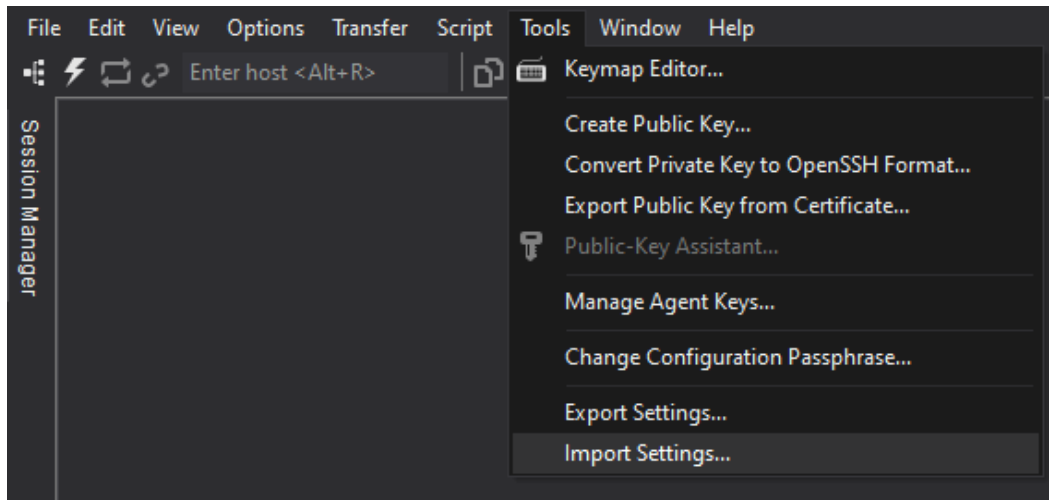 File Edit View Options Transfer Script Tools Window Help
Enter host <Alt+R>
Session Manager
Keymap Editor...
Create Public Key...
Convert Private Key to OpenSSH Format...
Export Public Key from Certificate...
Public-Key Assistant...
Manage Agent Keys...
Change Configuration Passphrase...
Export Settings...
Import Settings...